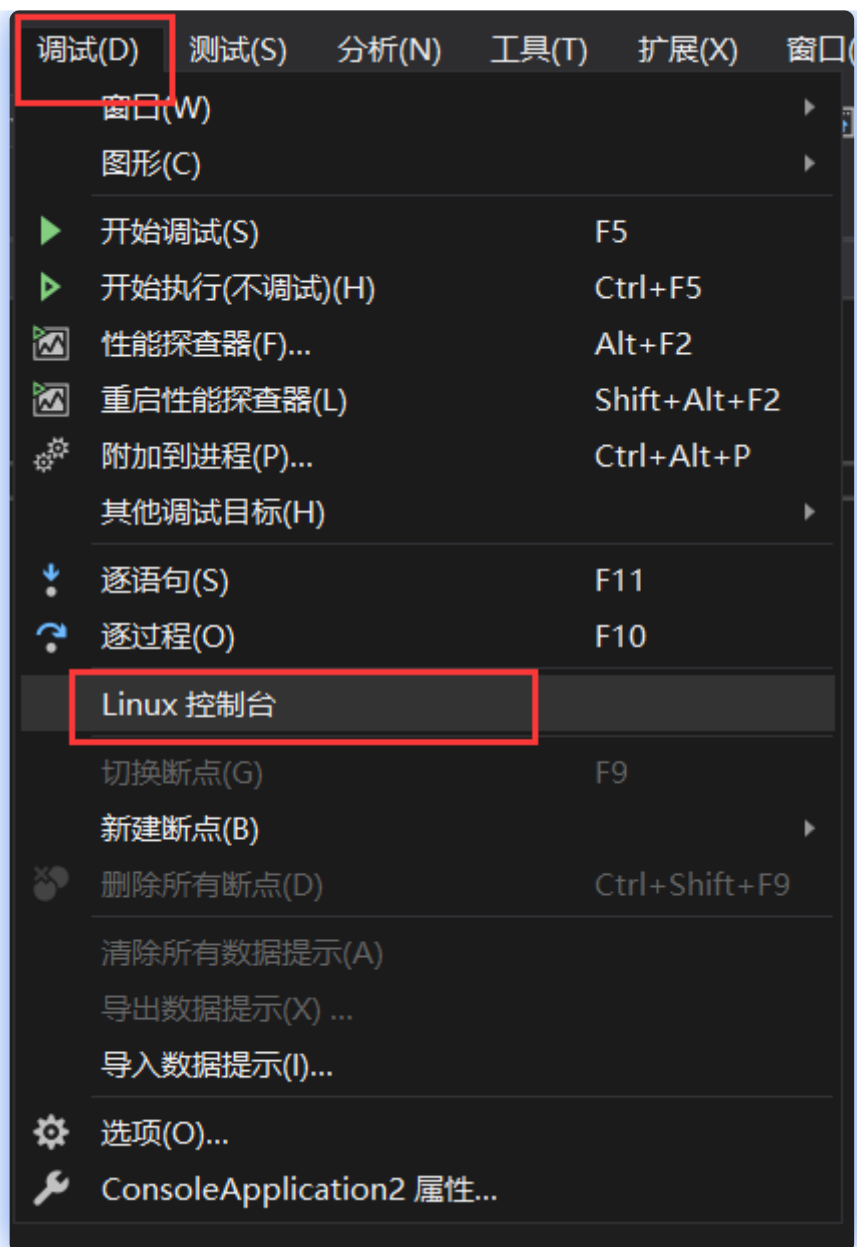 调试(D) 测试(S) 分析(N) 工具(T) 扩展(X) 窗口(
窗口(W)
图形(C)
开始调试(S) F5
开始执行(不调试)(H) Ctrl+F5
性能探查器(F)... Alt+F2
重启性能探查器(L) Shift+Alt+F2
附加到进程(P)... Ctrl+Alt+P
其他调试目标(H)
逐语句(S) F11
逐过程(O) F10
Linux 控制台
切换断点(G) F9
新建断点(B)
删除所有断点(D) Ctrl+Shift+F9
清除所有数据提示(A)
导出数据提示(X) ...
导入数据提示(I)...
选项(O)...
ConsoleApplication2 属性...